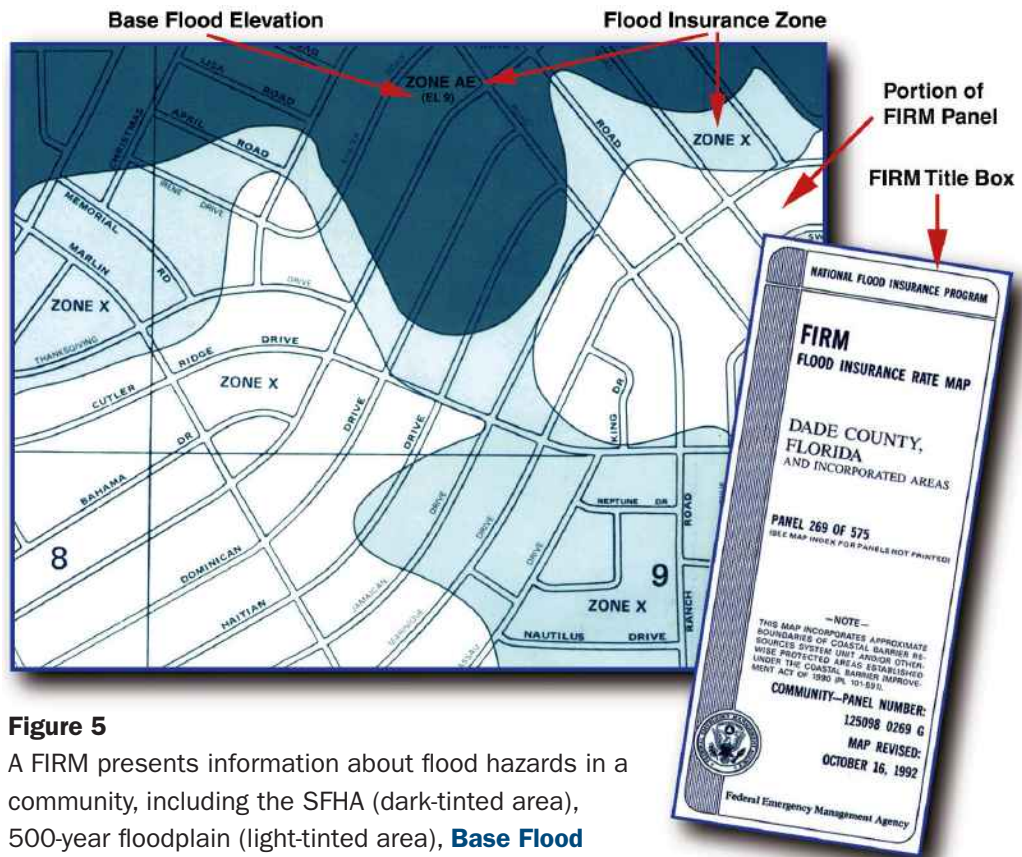 Base Flood Elevation
Flood Insurance Zone
Portion of
FIRM Panel
FIRM Title Box
LISA
ROAD
ZONE AE
(EL 9)
CHRISTMAS
APRIL
ROAD
ROAD
ZONE X
IRENE
DRIVE
MEMORIAL
RD
MARLIN
ZONE X
DRIVE
THANKSGIVING
CUTLER
RIDGE
DRIVE
ZONE X
KING
DR
DRIVE
DRIVE
BAHAMA
DR
NEPTUNE DR
ROAD
DRIVE
DRIVE
DRIVE
8
DOMINICAN
HAITIAN
JAMAICAN
9
ZONE X
RANCH
NAUTILUS
DRIVE
NATIONAL FLOOD INSURANCE PROGRAM
FIRM
FLOOD INSURANCE RATE MAP
DADE COUNTY,
FLORIDA
AND INCORPORATED AREAS
PANEL 269 OF 575
(SEE MAP INDEX FOR PANELS NOT PRINTED)
—NOTE—
THIS MAP INCORPORATES APPROXIMATE
BOUNDARIES OF COASTAL BARRIER RE-
SOURCES SYSTEM UNIT AND/OR OTHER-
WISE PROTECTED AREAS ESTABLISHED
UNDER THE COASTAL BARRIER IMPROVE-
MENT ACT OF 1990 (PL 101-591).
COMMUNITY—PANEL NUMBER:
125098 0269 G
MAP REVISED:
OCTOBER 16, 1992
Federal Emergency Management Agency
Figure 5
A FIRM presents information about flood hazards in a
community, including the SFHA (dark-tinted area),
500-year floodplain (light-tinted area), Base Flood